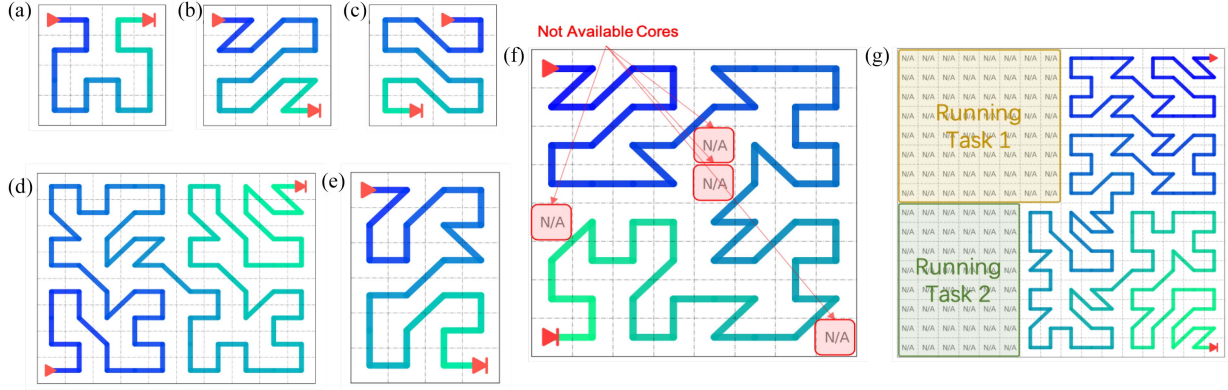 (a)
(b)
(c)
(d)
(e)
(f)
(g)
Not Available Cores
N/A
N/A
N/A
N/A
N/A N/A N/A N/A N/A N/A N/A N/A
N/A N/A N/A N/A N/A N/A N/A N/A
N/A N/A N/A N/A N/A N/A N/A N/A
N/A N/A N/A N/A N/A N/A N/A N/A
Running
N/A N/A N/A N/A N/A N/A N/A N/A
Task 1
N/A N/A N/A N/A N/A N/A N/A N/A
N/A N/A N/A N/A N/A N/A N/A N/A
N/A N/A N/A N/A N/A N/A N/A N/A
N/A N/A N/A N/A N/A N/A
N/A N/A N/A N/A N/A N/A
N/A N/A N/A N/A N/A N/A
Running
N/A N/A N/A N/A N/A N/A
Task 2
N/A N/A N/A N/A N/A N/A
N/A N/A N/A N/A N/A N/A
N/A N/A N/A N/A N/A N/A
N/A N/A N/A N/A N/A N/A